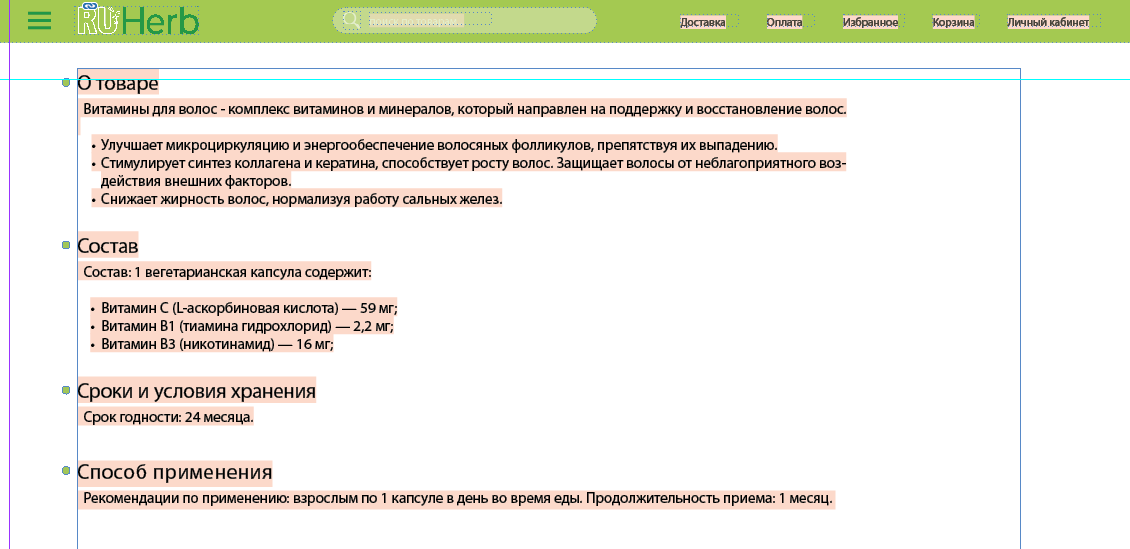 RU Herb
Доставка
Оплата
Избранное
Корзина
Личный кабинет
О товаре
Витамины для волос - комплекс витаминов и минералов, который направлен на поддержку и восстановление волос.
• Улучшает микроциркуляцию и энергообеспечение волосяных фолликулов, препятствуя их выпадению.
• Стимулирует синтез коллагена и кератина, способствует росту волос. Защищает волосы от неблагоприятного воз-
действия внешних факторов.
• Снижает жирность волос, нормализуя работу сальных желез.
Состав
Состав: 1 вегетарианская капсула содержит:
• Витамин С (L-аскорбиновая кислота) — 59 мг;
• Витамин В1 (тиамина гидрохлорид) — 2,2 мг;
• Витамин В3 (никотинамид) — 16 мг;
Сроки и условия хранения
Срок годности: 24 месяца.
Способ применения
Рекомендации по применению: взрослым по 1 капсуле в день во время еды. Продолжительность приема: 1 месяц.